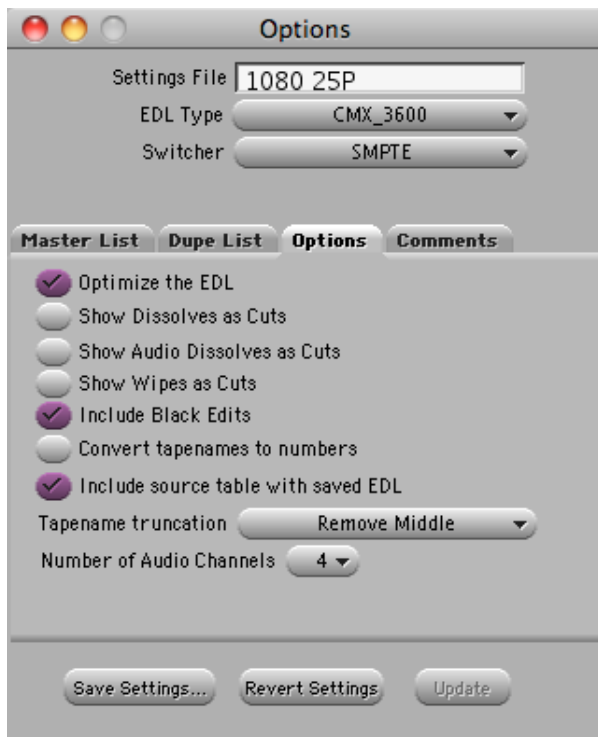 Options
Settings File 1080 25P
EDL Type CMX_3600
Switcher SMPTE
Master List Dupe List Options Comments
Optimize the EDL
Show Dissolves as Cuts
Show Audio Dissolves as Cuts
Show Wipes as Cuts
Include Black Edits
Convert tapenames to numbers
Include source table with saved EDL
Tapename truncation Remove Middle
Number of Audio Channels 4
Save Settings... Revert Settings Update